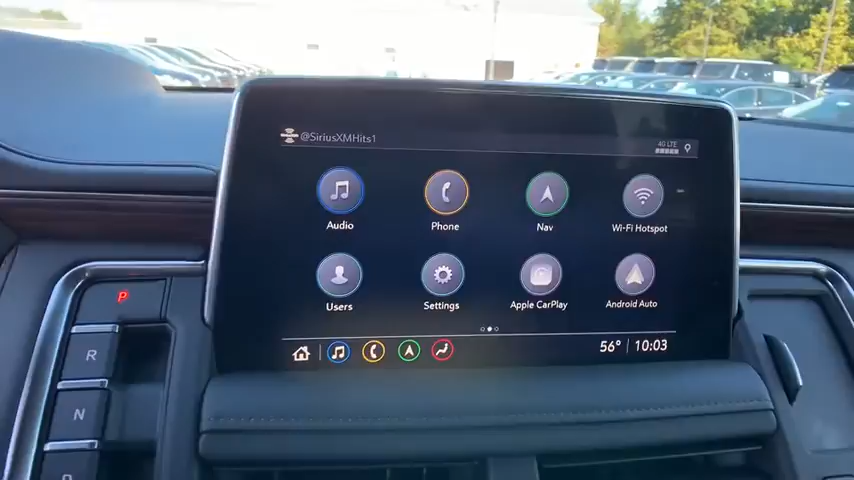 @SiriusXMHits1
4G LTE
Audio
Phone
Nav
Wi-Fi Hotspot
Users
Settings
Apple CarPlay
Android Auto
56° 10:03
P
R
N
D